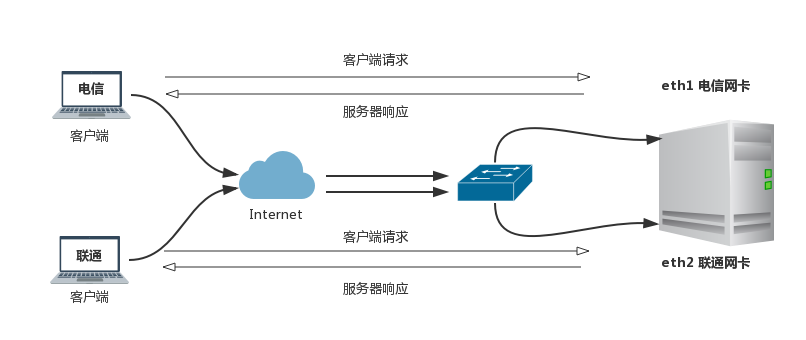 客户端请求
电信
eth1 电信网卡
服务器响应
客户端
Internet
客户端请求
联通
eth2 联通网卡
客户端
服务器响应